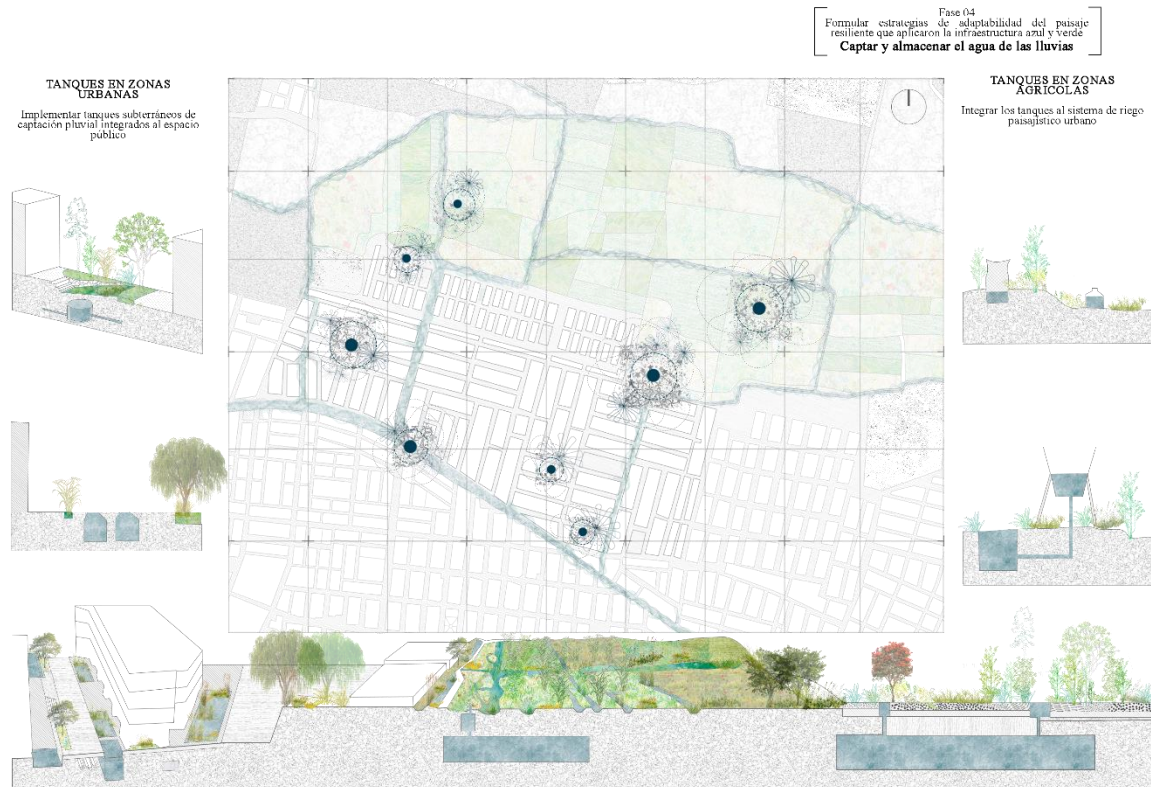 Fase 04
Formular estrategias de adaptabilidad del paisaje
resiliente que aplicaron la infraestructura azul y verde
Captar y almacenar el agua de las lluvias
TANQUES EN ZONAS
URBANAS
Implementar tanques subterráneos de
captación pluvial integrados al espacio
público
TANQUES EN ZONAS
AGRICOLAS
Integrar los tanques al sistema de riego
paisajístico urbano